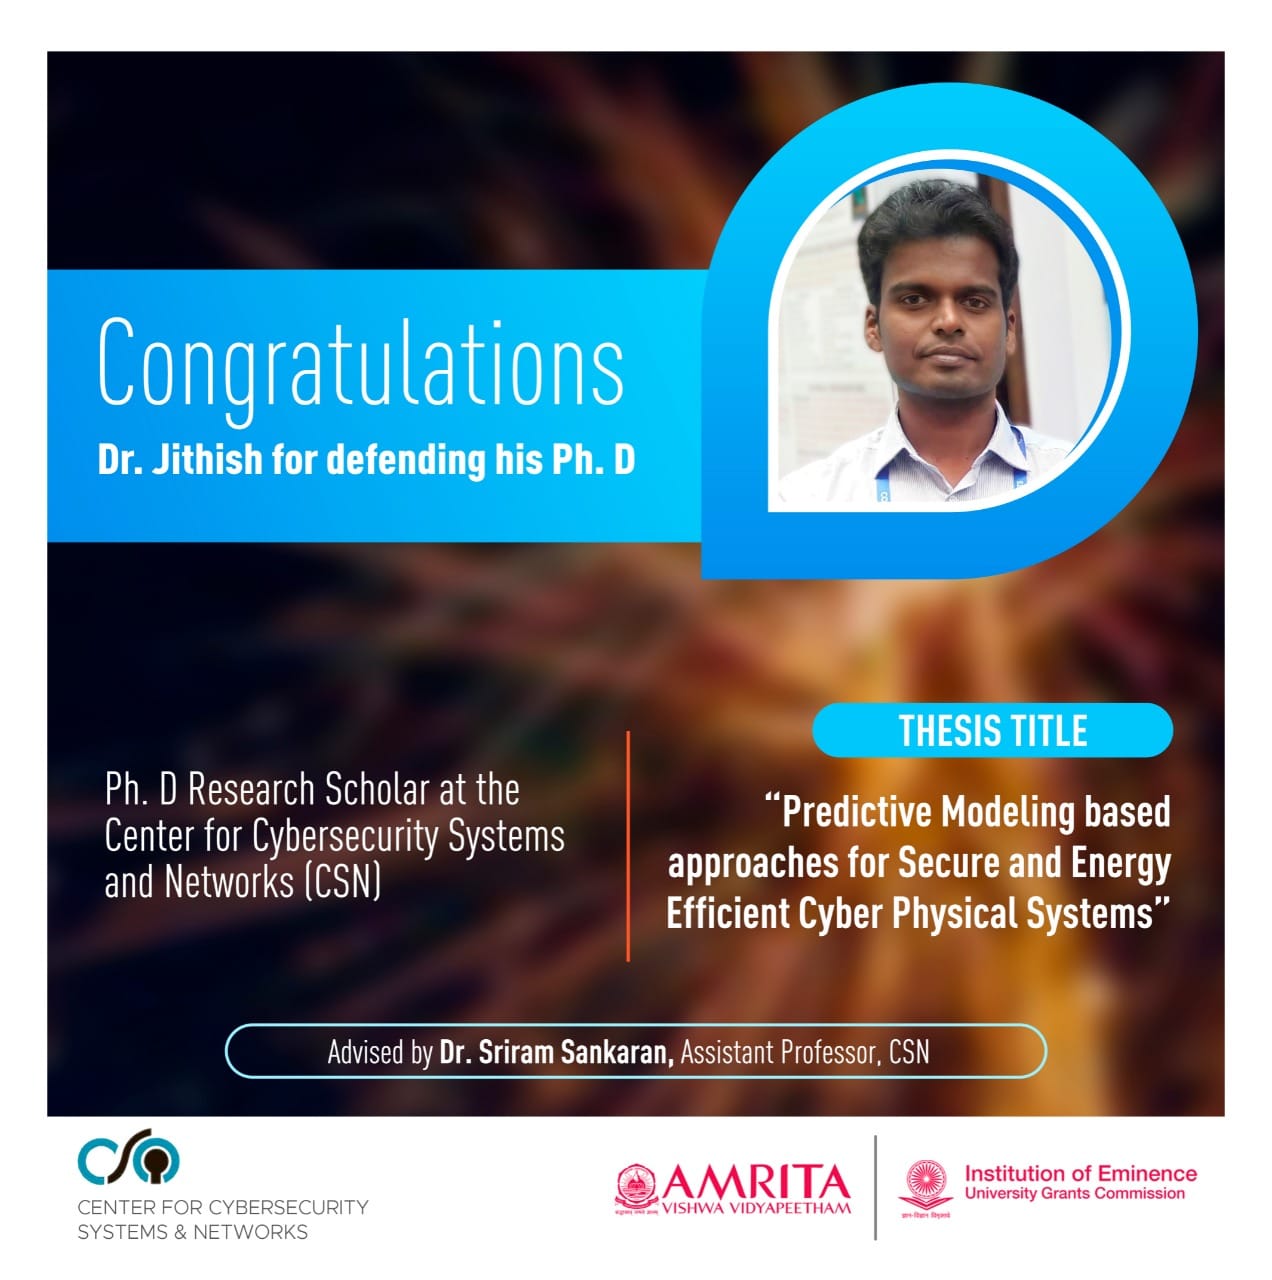 Congratulations
Dr. Jithish for defending his Ph. D
Ph. D Research Scholar at the
Center for Cybersecurity Systems
and Networks (CSN)
THESIS TITLE
“Predictive Modeling based
approaches for Secure and Energy
Efficient Cyber Physical Systems”
Advised by Dr. Sriram Sankaran, Assistant Professor, CSN
CENTER FOR CYBERSECURITY
SYSTEMS & NETWORKS
AMRITA
VISHWA VIDYAPEETHAM
Institution of Eminence
University Grants Commission
ज्ञान-विज्ञान विमुक्तये